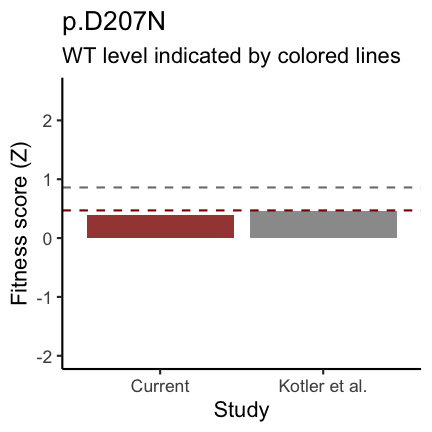 p.D207N
WT level indicated by colored lines
Fitness score (Z)
2
1
0
-1
-2
Current
Kotler et al.
Study